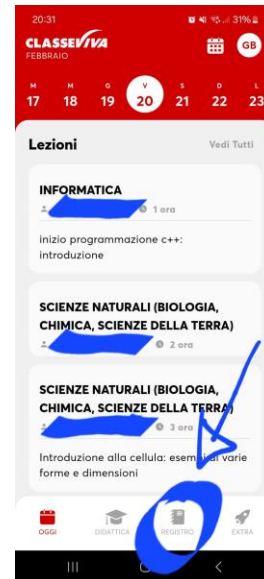 20:31
31%
CLASSEVIVA
FEBBRAIO
GB
M M G V S D L
17 18 19 20 21 22 23
Lezioni
Vedi Tutti
INFORMATICA
1 ora
inizio programmazione c++:
introduzione
SCIENZE NATURALI (BIOLOGIA,
CHIMICA, SCIENZE DELLA TERRA)
2 ora
SCIENZE NATURALI (BIOLOGIA,
CHIMICA, SCIENZE DELLA TERRA)
3 ora
Introduzione alla cellula: esempi di varie
forme e dimensioni
OGGI
DIDATTICA
REGISTRO
EXTRA